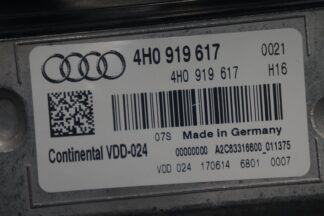 4H0 919 617 0021
4H0 919 617 H16
07S Made in Germany
Continental VDD-024 00000000 A2C83316600_011375
VDD 024 170614 6801 0007